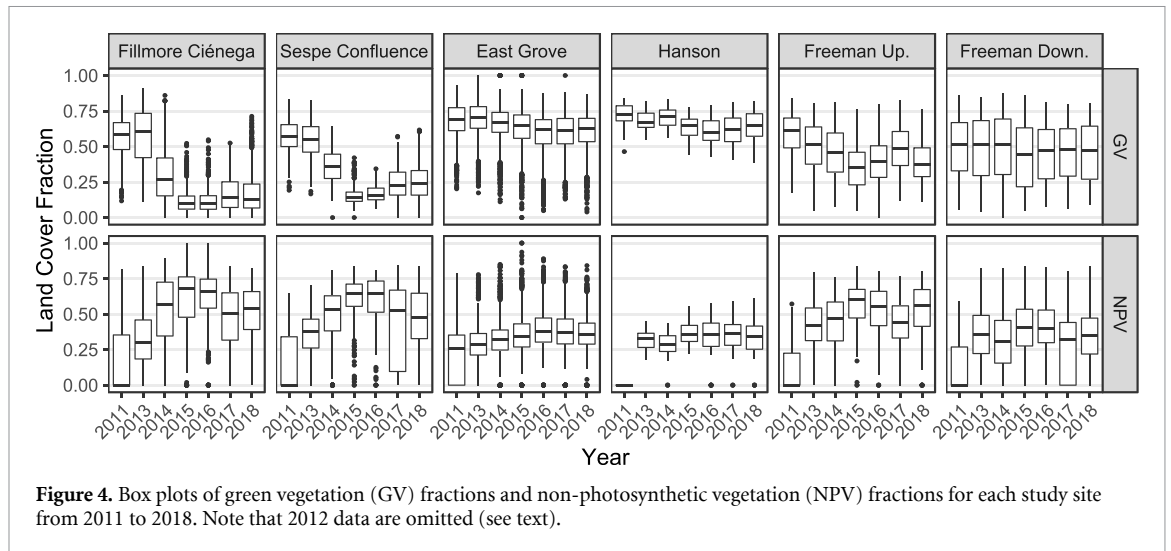 Fillmore Ciénega
Sespe Confluence
East Grove
Hanson
Freeman Up.
Freeman Down.
Land Cover Fraction
1.00
0.75
0.50
0.25
0.00
GV
1.00
0.75
0.50
0.25
0.00
NPV
2011 2013 2014 2015 2016 2017 2018
2011 2013 2014 2015 2016 2017 2018
2011 2013 2014 2015 2016 2017 2018
2011 2013 2014 2015 2016 2017 2018
2011 2013 2014 2015 2016 2017 2018
2011 2013 2014 2015 2016 2017 2018
Year
Figure 4. Box plots of green vegetation (GV) fractions and non-photosynthetic vegetation (NPV) fractions for each study site
from 2011 to 2018. Note that 2012 data are omitted (see text).